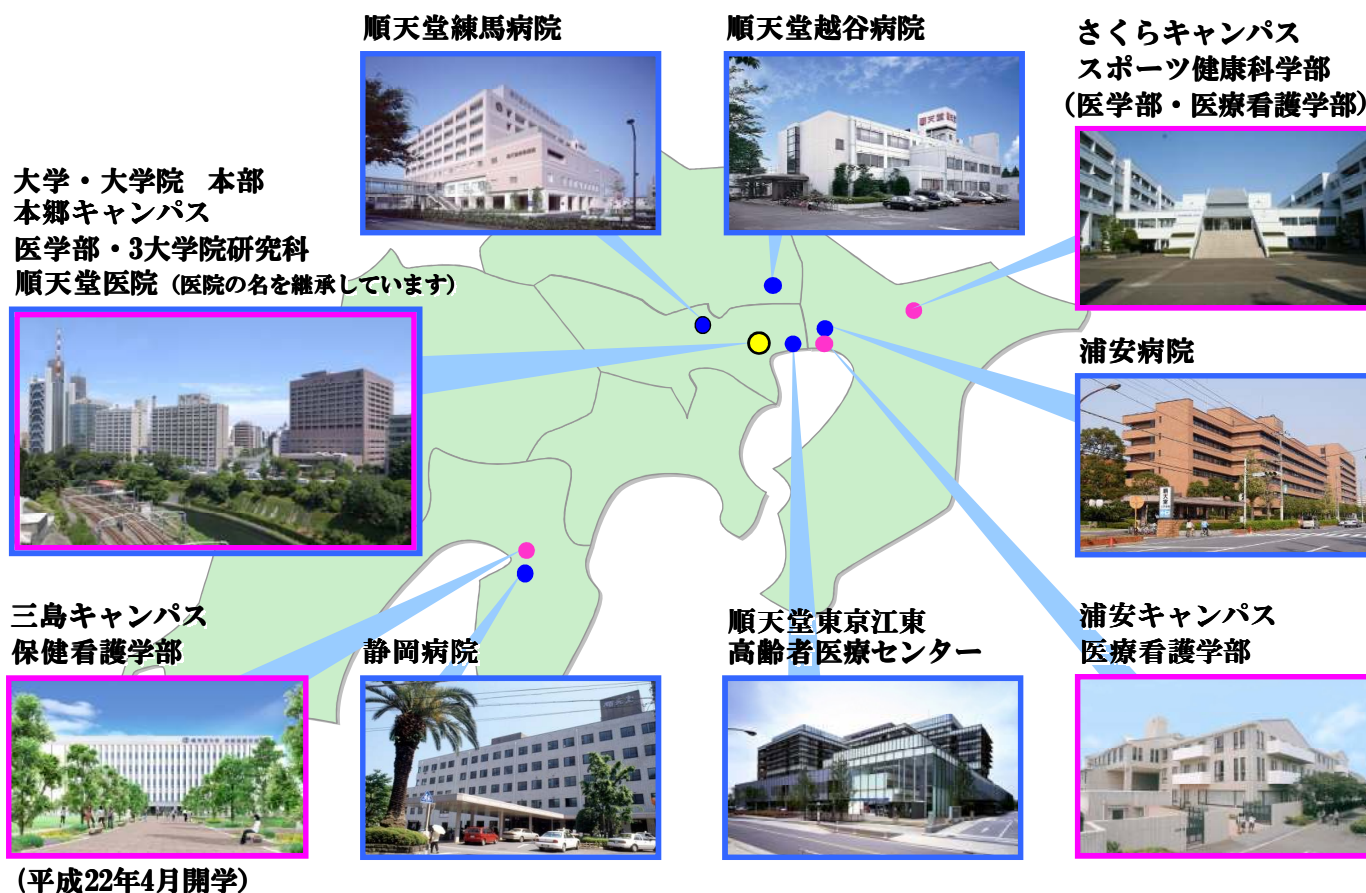 順天堂練馬病院
順天堂越谷病院
さくらキャンパス
スポーツ健康科学部
(医学部・医療看護学部)
大学・大学院　本部
本郷キャンパス
医学部・3大学院研究科
順天堂医院（医院の名を継承しています）
浦安病院
三島キャンパス
保健看護学部
(平成22年4月開学)
静岡病院
順天堂東京江東
高齢者医療センター
浦安キャンパス
医療看護学部